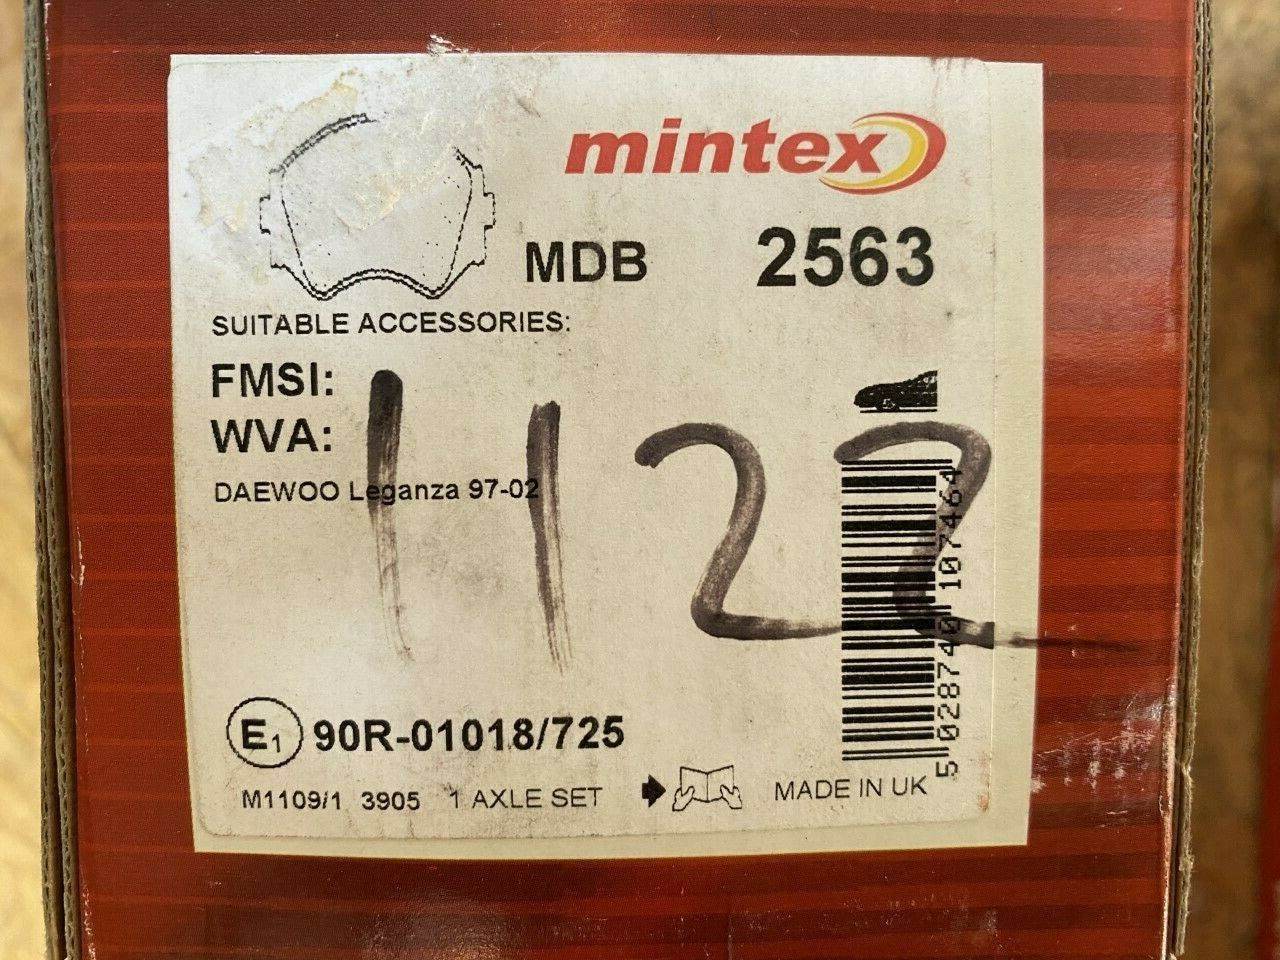 mintex
MDB 2563
SUITABLE ACCESSORIES:
FMSI:
WVA:
DAEWOO Leganza 97-02
1122
5 028740 107464
E1 90R-01018/725
M1109/1 3905 1 AXLE SET MADE IN UK